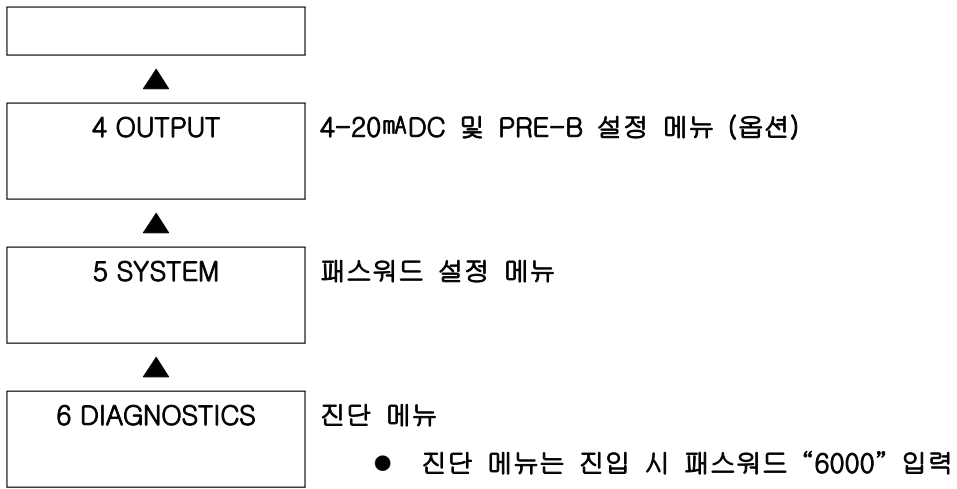 ▲
4 OUTPUT 4-20㎃DC 및 PRE-B 설정 메뉴 (옵션)
▲
5 SYSTEM 패스워드 설정 메뉴
▲
6 DIAGNOSTICS 진단 메뉴
● 진단 메뉴는 진입 시 패스워드 “6000” 입력